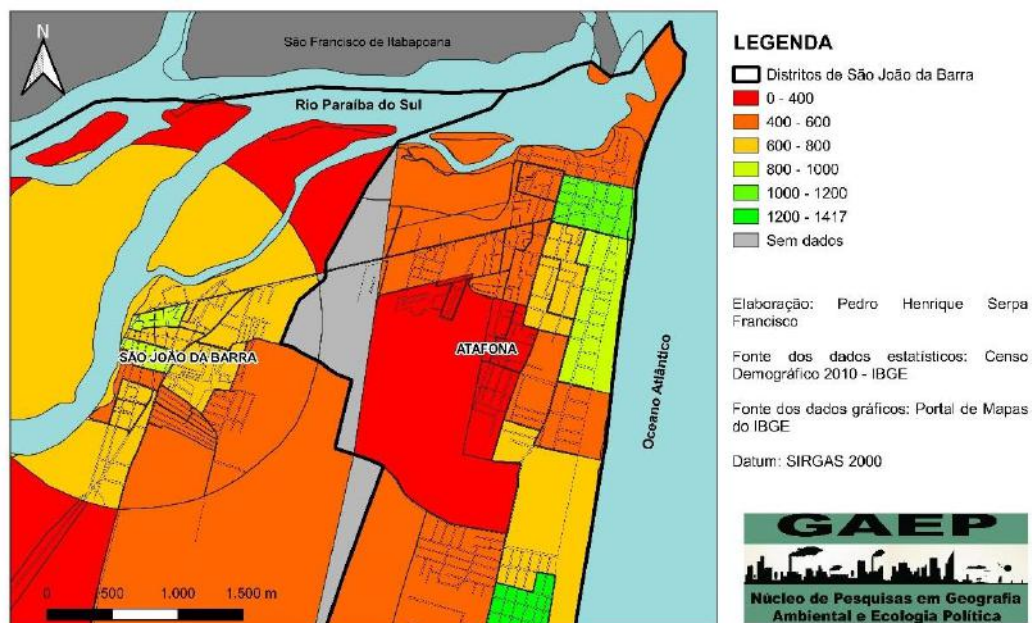 N
São Francisco de Itabapoana
Rio Paraíba do Sul
SÃO JOÃO DA BARRA
ATAFONA
Oceano Atlântico
0 500 1.000 1.500 m
LEGENDA
Distritos de São João da Barra
0 - 400
400 - 600
600 - 800
800 - 1000
1000 - 1200
1200 - 1417
Sem dados
Elaboração: Pedro Henrique Serpa
Francisco
Fonte dos dados estatísticos: Censo
Demográfico 2010 - IBGE
Fonte dos dados gráficos: Portal de Mapas
do IBGE
Datum: SIRGAS 2000
GAEP
Núcleo de Pesquisas em Geografia
Ambiental e Ecologia Política